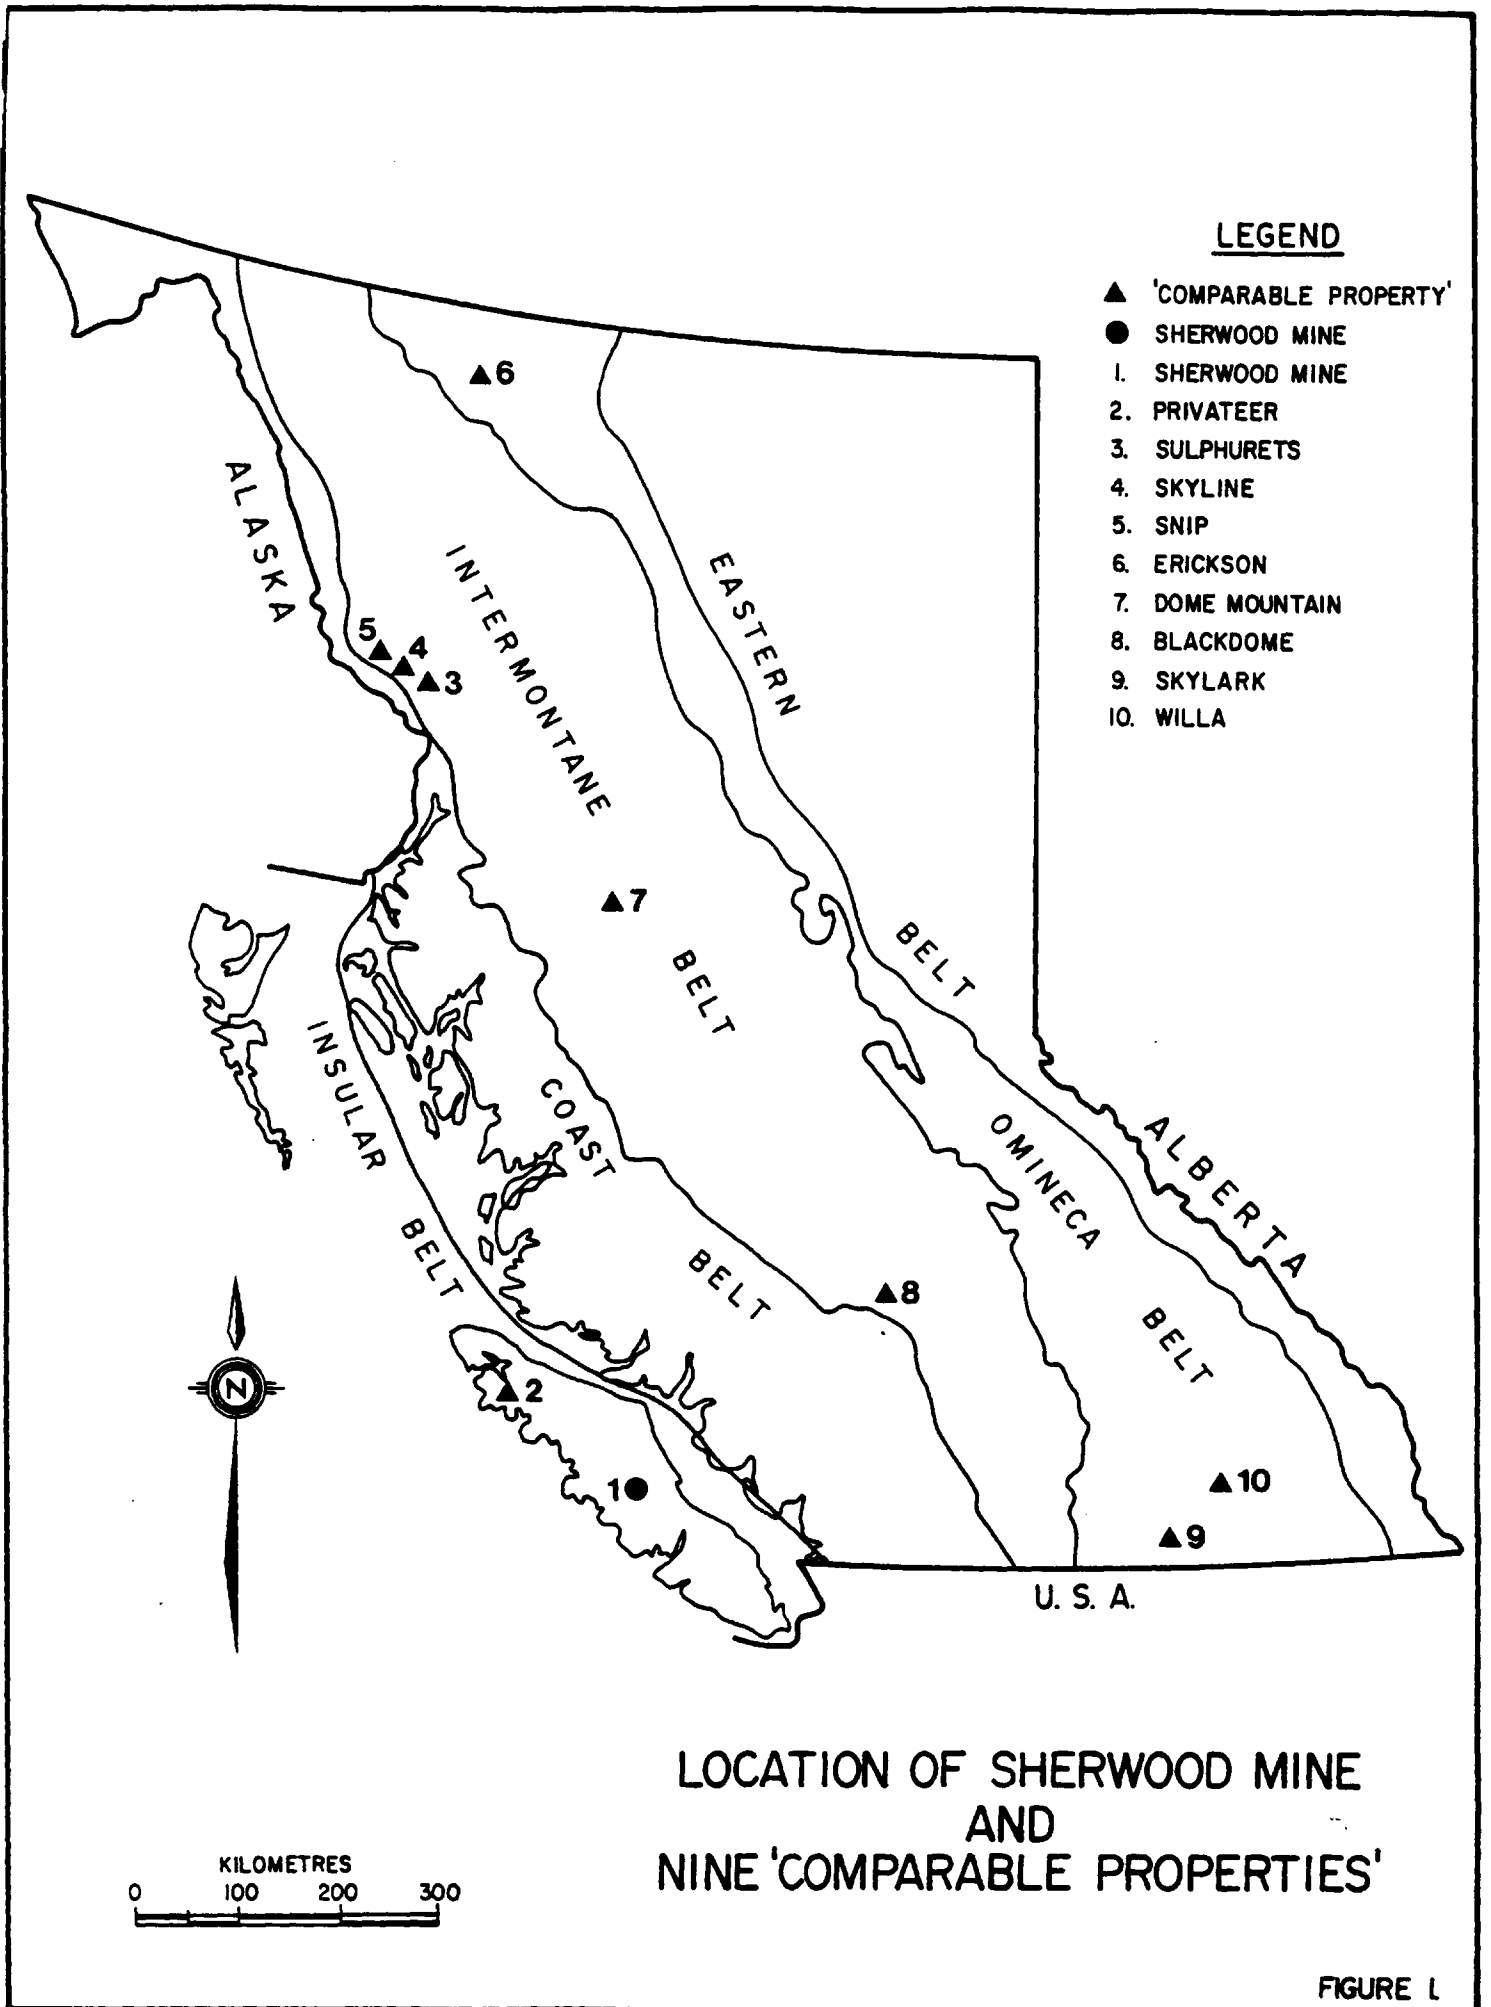 LEGEND
▲ 'COMPARABLE PROPERTY'
● SHERWOOD MINE
1. SHERWOOD MINE
2. PRIVATEER
3. SULPHURETS
4. SKYLINE
5. SNIP
6. ERICKSON
7. DOME MOUNTAIN
8. BLACKDOME
9. SKYLARK
10. WILLA
6
ALASKA
INTERMONTANE
BELT
EASTERN
BELT
5
4
3
7
INSULAR
BELT
COAST
BELT
OMINECA
BELT
ALBERTA
8
N
2
1
10
9
U. S. A.
LOCATION OF SHERWOOD MINE
AND
NINE 'COMPARABLE PROPERTIES'
KILOMETRES
0 100 200 300
FIGURE 1.